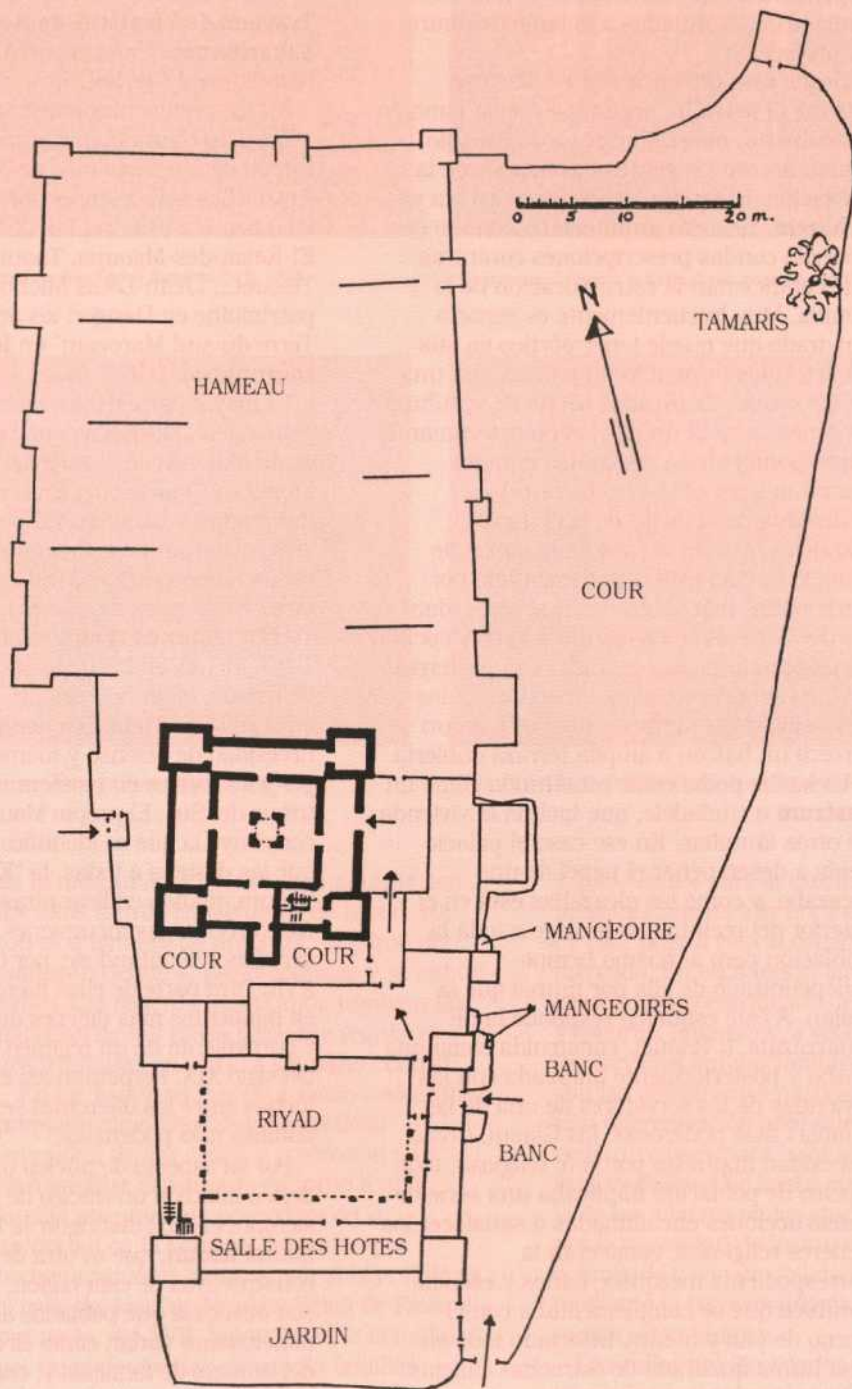 0 5 10 20 m.
N
TAMARIS
HAMEAU
COUR
MANGEOIRE
COUR
COUR
MANGEOIRES
BANC
RIYAD
BANC
SALLE DES HOTES
JARDIN